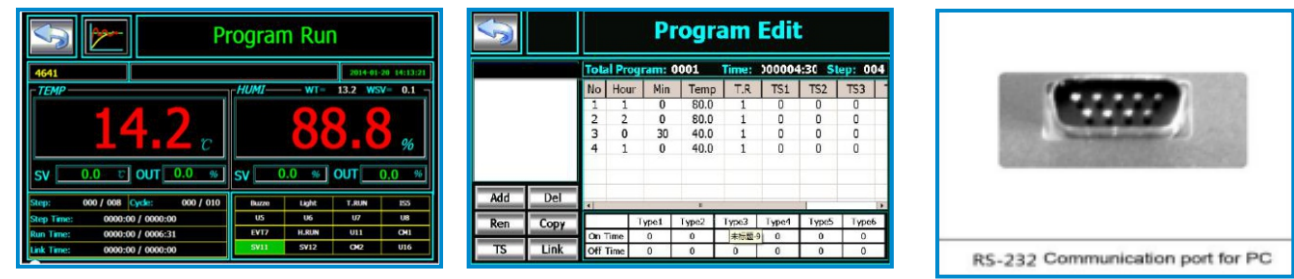 Program Run
4641
2014-01-20 14:13:21
TEMP
14.2 ℃
SV 0.0 ℃ OUT 0.0 %
HUMI WT= 13.2 WSV= 0.1
88.8 %
SV 0.0 % OUT 0.0 %
Step: 000 / 008 Cycle: 000 / 010
Step Time: 0000:00 / 0000:00
Run Time: 0000:00 / 0006:31
Link Time: 0000:00 / 0000:00
Buzze Light T.RUN ISS
U5 U6 U7 U8
EVT7 H.RUN U11 CM1
SV11 SV12 CM2 U16
Program Edit
Total Program: 0001 Time: 000004:30 Step: 004
No Hour Min Temp T.R TS1 TS2 TS3
1 1 0 80.0 1 0 0 0
2 2 0 80.0 1 0 0 0
3 0 30 40.0 1 0 0 0
4 1 0 40.0 1 0 0 0
Add Del
Ren Copy
TS Link
Type1 Type2 Type3 Type4 Type5 Type6
On Time 0 0 未标题-9 0 0 0
Off Time 0 0 0 0 0 0
RS-232 Communication port for PC